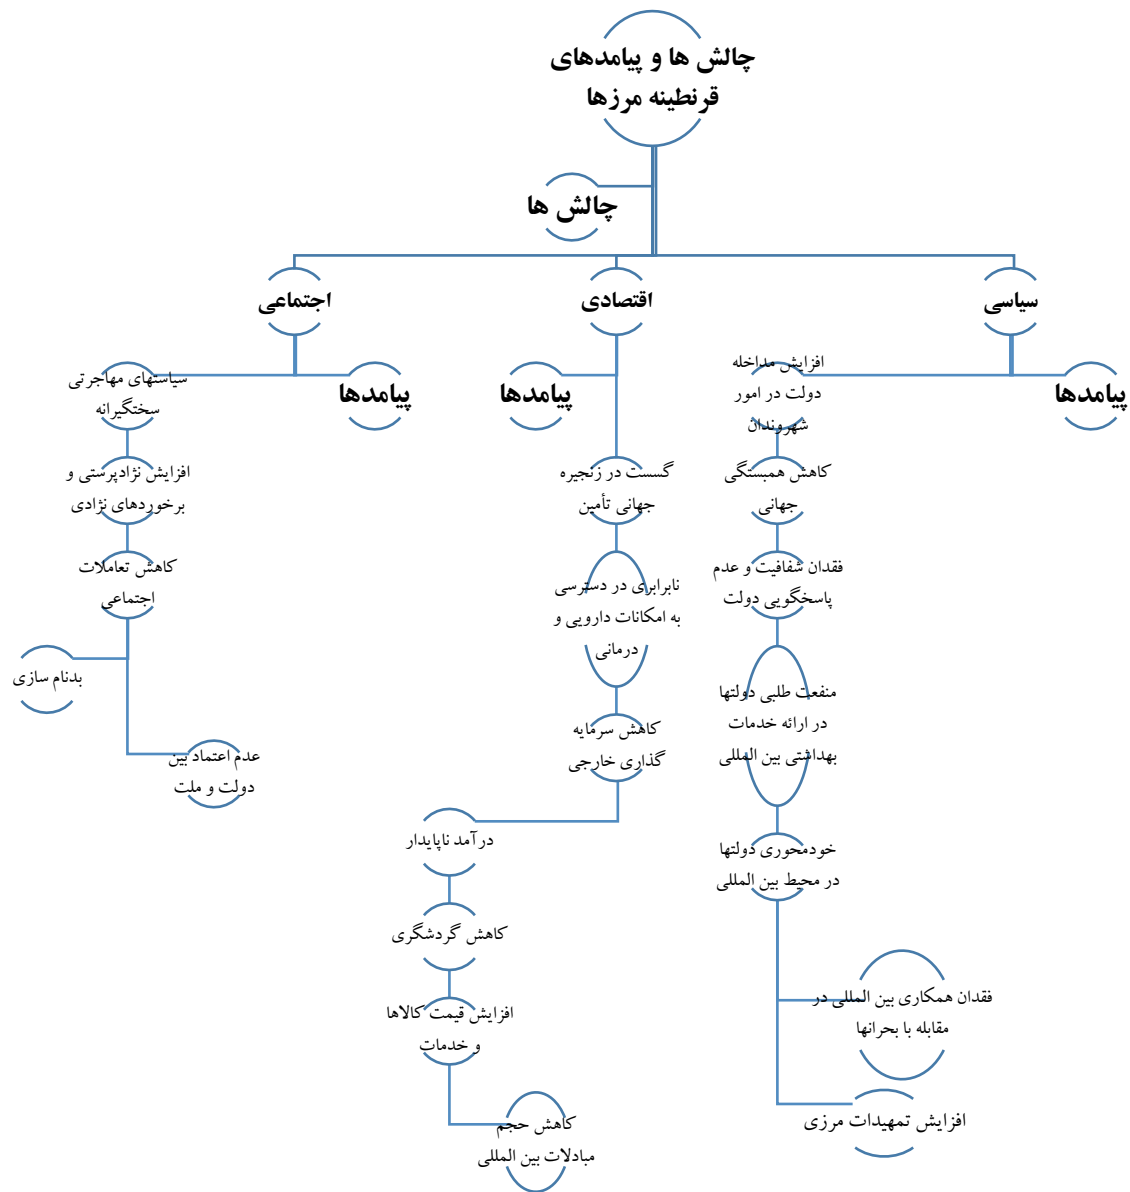 چالش ها و پیامدهای
قرنطینه مرزها
چالش ها
سیاسی
پیامدها
افزایش مداخله
دولت در امور
شهروندان
کاهش همبستگی
جهانی
فقدان شفافیت و عدم
پاسخگویی دولت
منفعت طلبی دولتها
در ارائه خدمات
بهداشتی بین المللی
خودمحوری دولتها
در محیط بین المللی
فقدان همکاری بین المللی در
مقابله با بحرانها
افزایش تمهیدات مرزی
اقتصادی
پیامدها
گسست در زنجیره
جهانی تأمین
نابرابری در دسترسی
به امکانات دارویی و
درمانی
کاهش سرمایه
گذاری خارجی
درآمد ناپایدار
کاهش گردشگری
افزایش قیمت کالاها
و خدمات
کاهش حجم
مبادلات بین المللی
اجتماعی
پیامدها
سیاستهای مهاجرتی
سختگیرانه
افزایش نژادپرستی و
برخوردهای نژادی
کاهش تعاملات
اجتماعی
بدنام سازی
عدم اعتماد بین
دولت و ملت